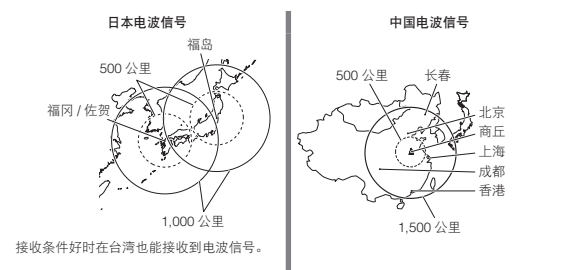 日本电波信号
福岛
500 公里
福冈 / 佐贺
1,000 公里
接收条件好时在台湾也能接收到电波信号。
中国电波信号
500 公里
长春
北京
商丘
上海
成都
香港
1,500 公里